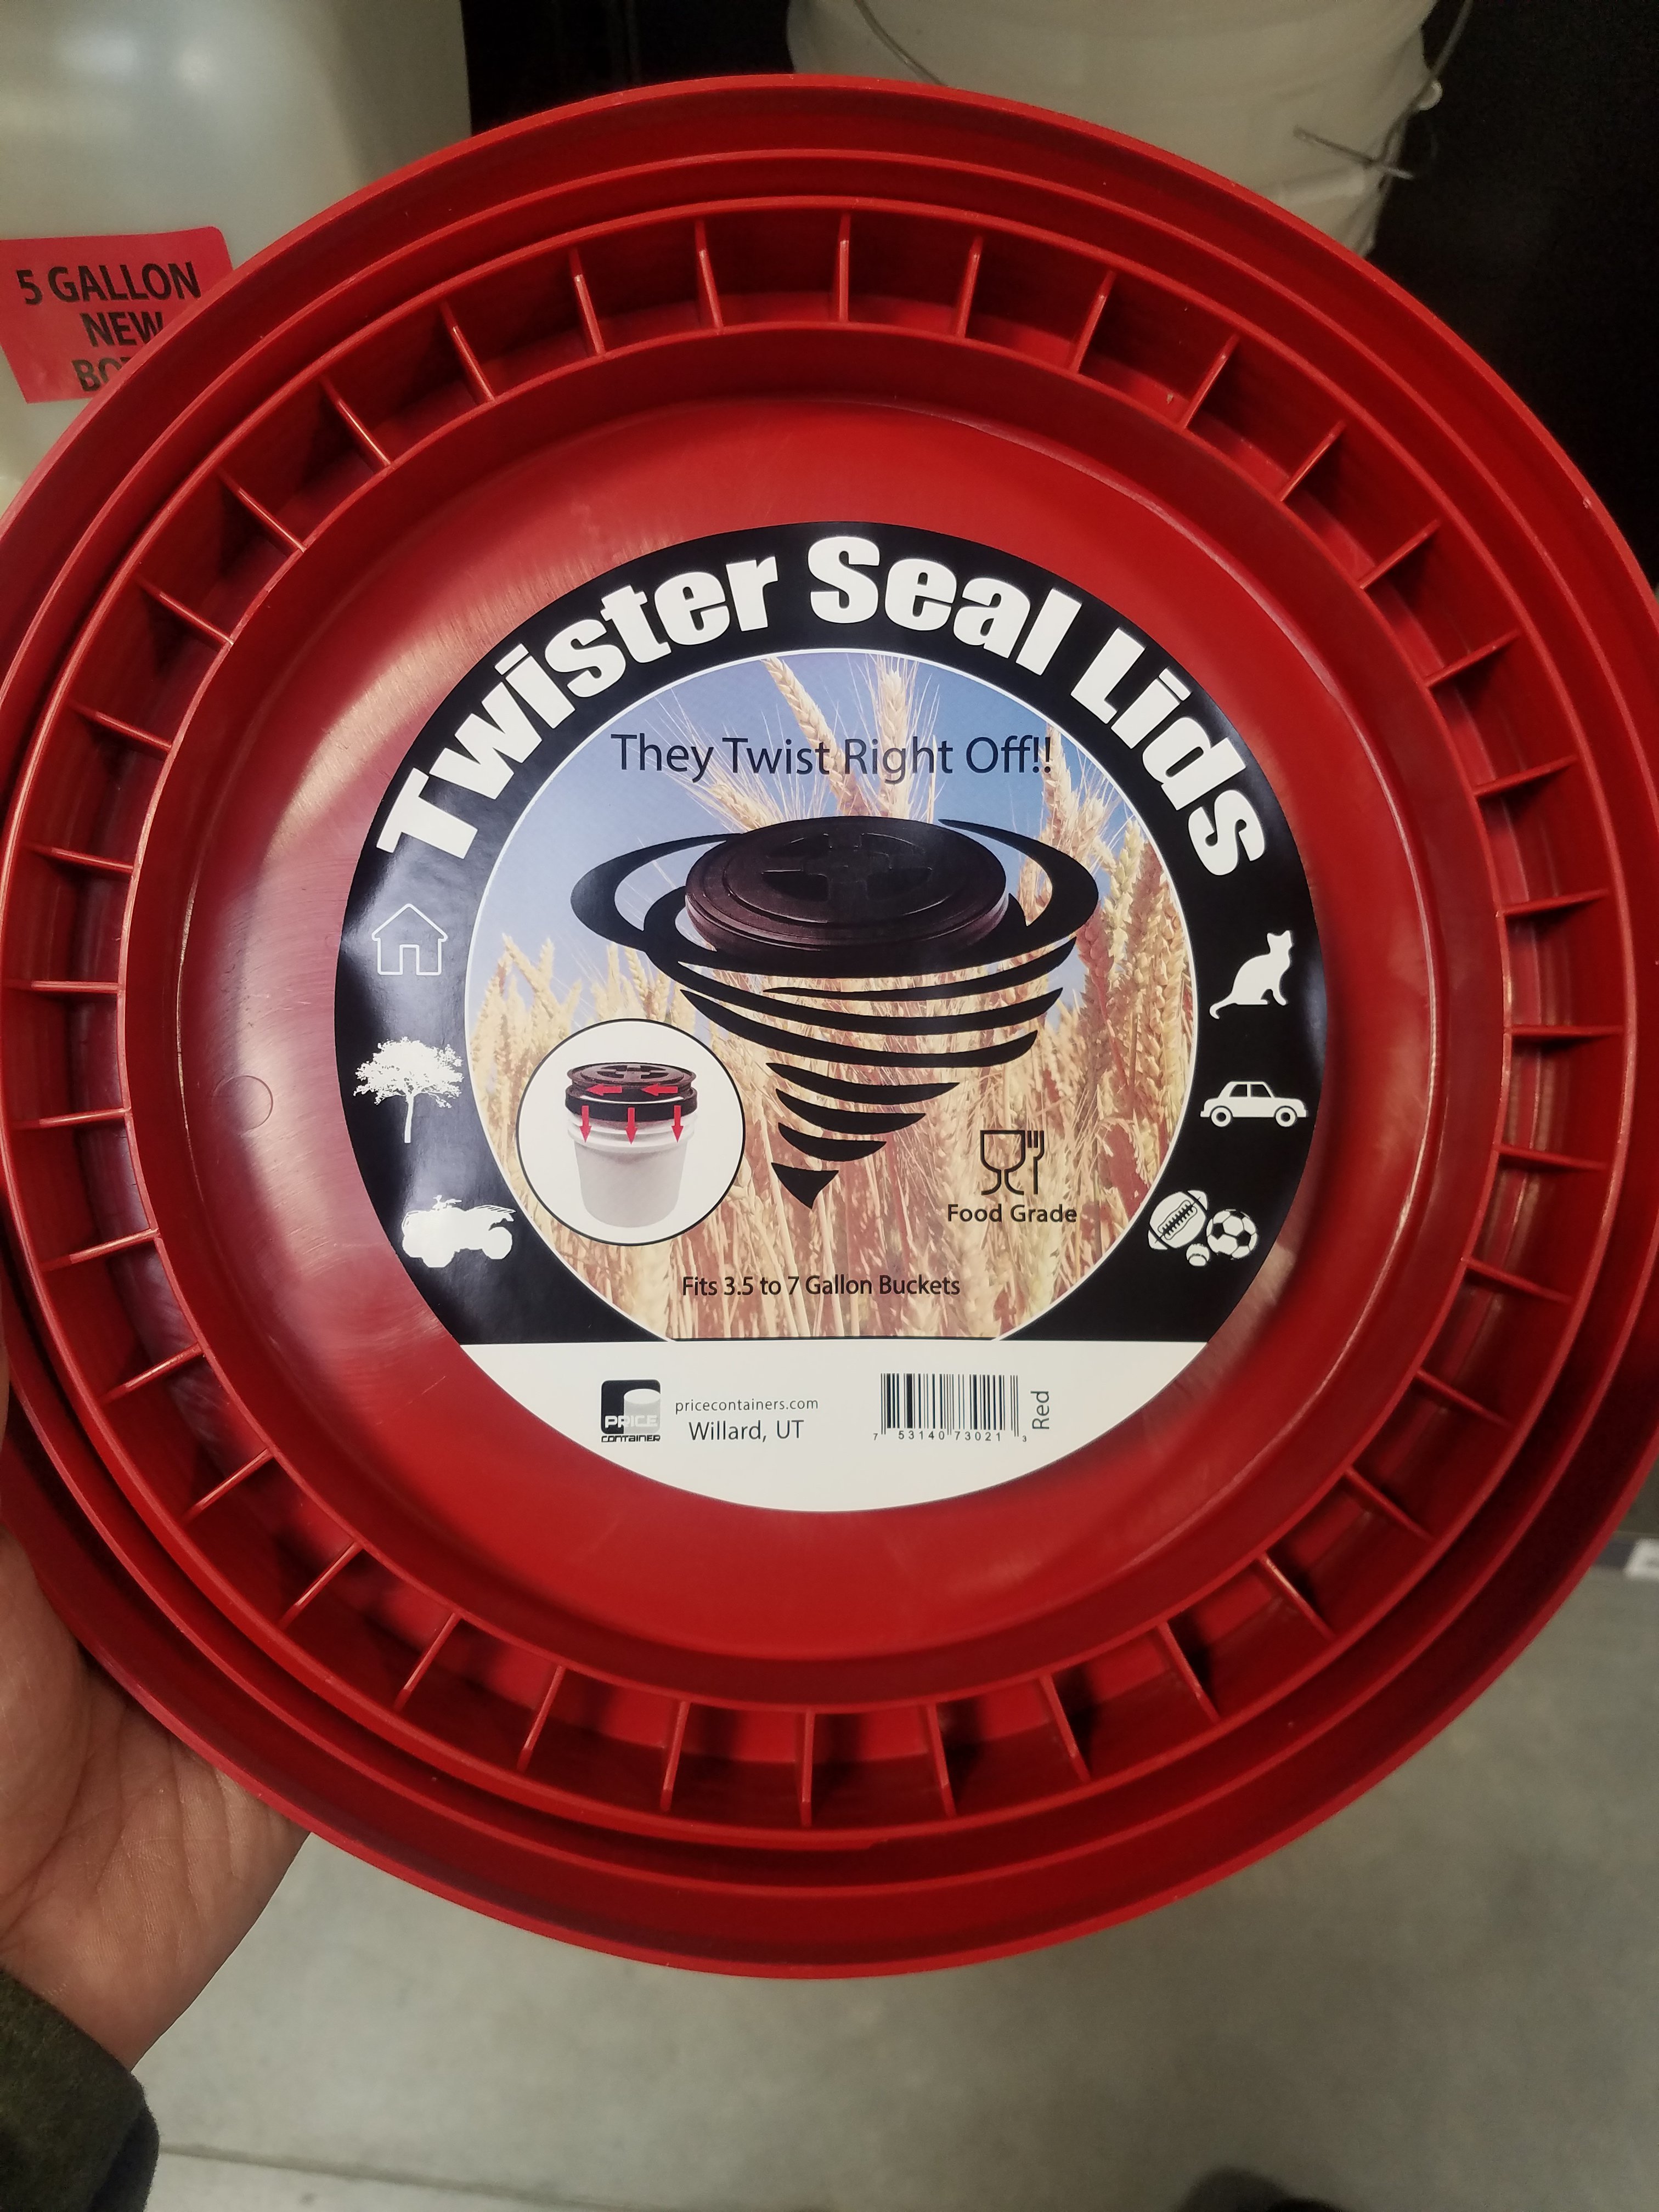 5 GALLON
NEW
Twister Seal Lids
They Twist Right Off!!
Food Grade
Fits 3.5 to 7 Gallon Buckets
PRICE
CONTAINER
pricecontainers.com
Willard, UT
7 53140 73021 3
Red